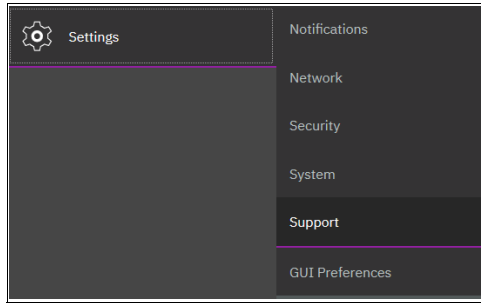 Settings
Notifications
Network
Security
System
Support
GUI Preferences